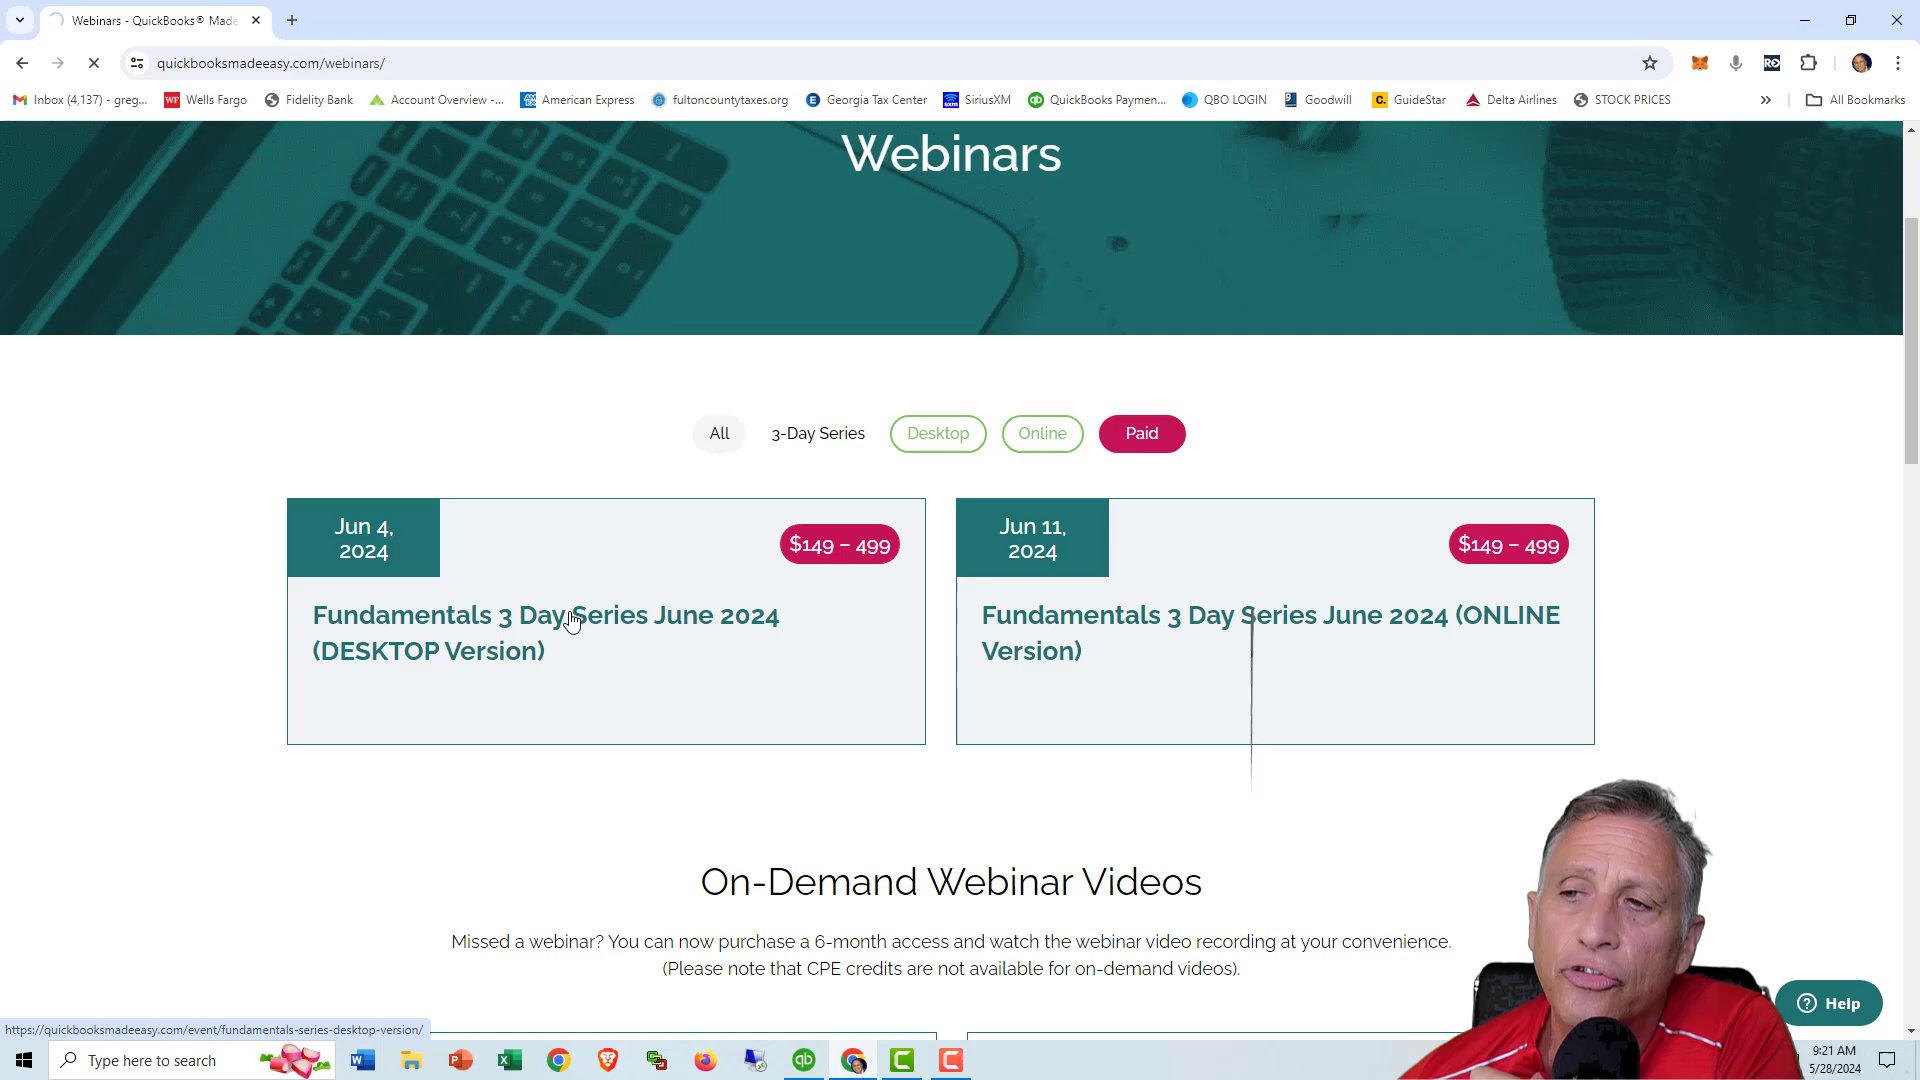 Webinars - QuickBooks® Made
quickbooksmadeeasy.com/webinars/
Inbox (4,137) - greg...
Wells Fargo
Fidelity Bank
Account Overview -...
American Express
fultoncountytaxes.org
Georgia Tax Center
SiriusXM
QuickBooks Paymen...
QBO LOGIN
Goodwill
GuideStar
Delta Airlines
STOCK PRICES
All Bookmarks
Webinars
All
3-Day Series
Desktop
Online
Paid
Jun 4,
2024
$149 – 499
Fundamentals 3 Day Series June 2024
(DESKTOP Version)
Jun 11,
2024
$149 – 499
Fundamentals 3 Day Series June 2024 (ONLINE
Version)
On-Demand Webinar Videos
Missed a webinar? You can now purchase a 6-month access and watch the webinar video recording at your convenience.
(Please note that CPE credits are not available for on-demand videos).
Help
https://quickbooksmadeeasy.com/event/fundamentals-series-desktop-version/
Type here to search
9:21 AM
5/28/2024